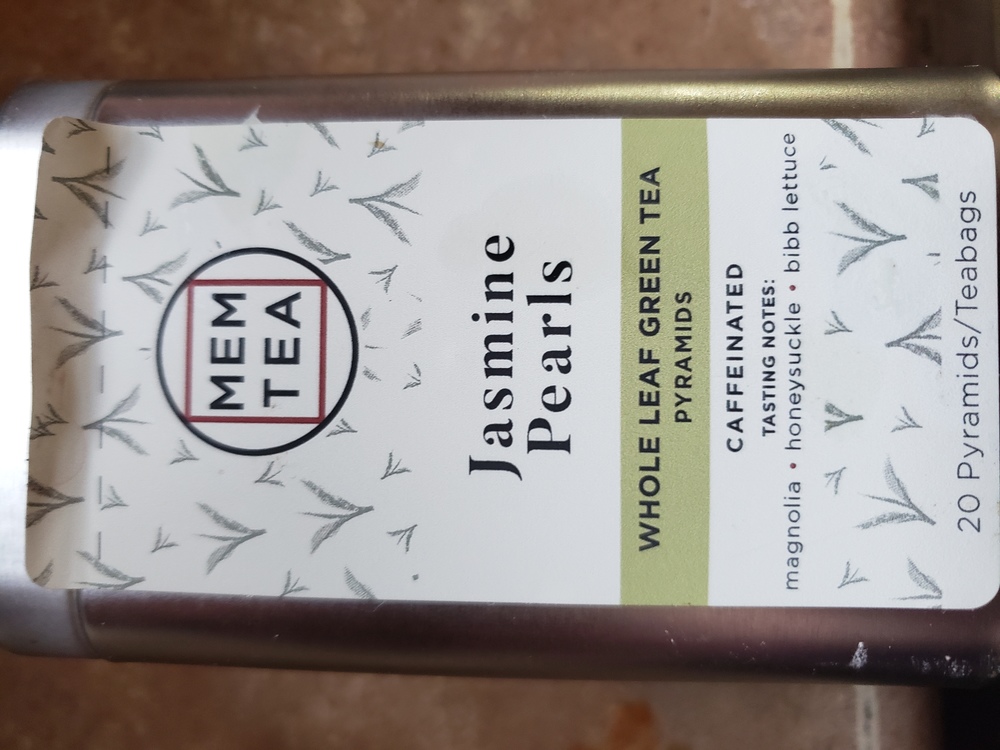 MEM
TEA
Jasmine
Pearls
WHOLE LEAF GREEN TEA
PYRAMIDS
CAFFEINATED
TASTING NOTES:
magnolia • honeysuckle • bibb lettuce
20 Pyramids/Teabags